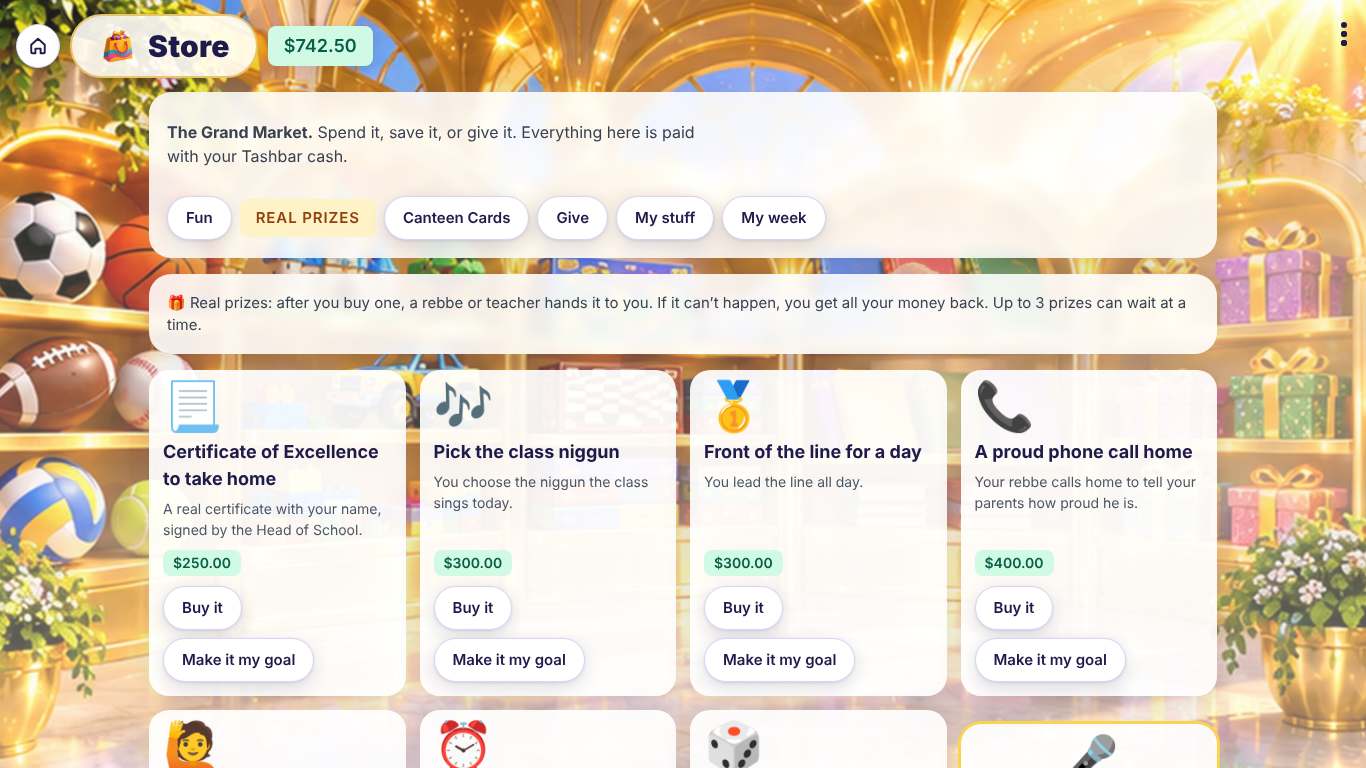 Store
$742.50
The Grand Market. Spend it, save it, or give it. Everything here is paid
with your Tashbar cash.
Fun
REAL PRIZES
Canteen Cards
Give
My stuff
My week
🎁 Real prizes: after you buy one, a rebbe or teacher hands it to you. If it can’t happen, you get all your money back. Up to 3 prizes can wait at a
time.
Certificate of Excellence
to take home
A real certificate with your name,
signed by the Head of School.
$250.00
Buy it
Make it my goal
Pick the class niggun
You choose the niggun the class
sings today.
$300.00
Buy it
Make it my goal
Front of the line for a day
You lead the line all day.
$300.00
Buy it
Make it my goal
A proud phone call home
Your rebbe calls home to tell your
parents how proud he is.
$400.00
Buy it
Make it my goal